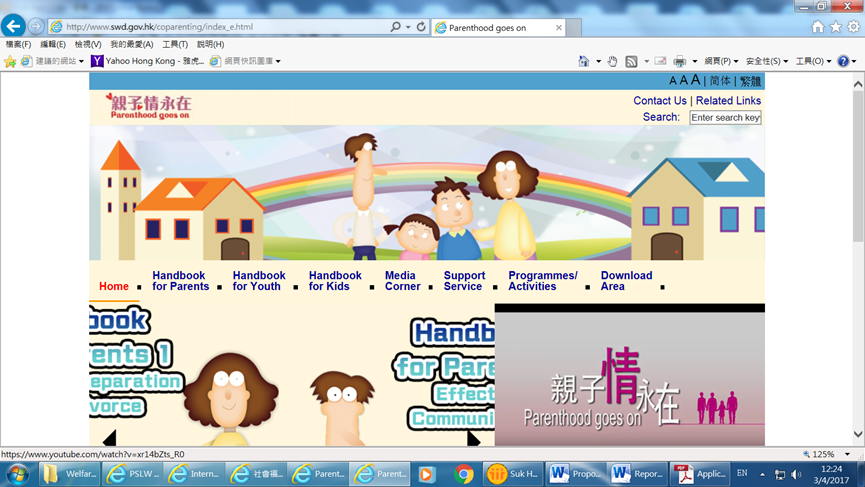 http://www.swd.gov.hk/coparenting/index_e.html
Parenthood goes on
檔案(F) 編輯(E) 檢視(V) 我的最愛(A) 工具(T) 說明(H)
建議的網站 Yahoo Hong Kong - 雅虎... 網頁快訊圖庫
網頁(P) 安全性(S) 工具(O)
A A A | 简体 | 繁體
親子情永在
Parenthood goes on
Contact Us | Related Links
Search: Enter search key
Home
Handbook for Parents
Handbook for Youth
Handbook for Kids
Media Corner
Support Service
Programmes/ Activities
Download Area
book
ents 1
eparation
vorce
Handb
for Pare
Effect
Communi
親子情永在
Parenthood goes on
https://www.youtube.com/watch?v=xr14bZts_R0
125%
Welfar...
PSLW ...
Intern...
社會福...
Parent...
Parent...
Suk H...
Propo...
Repor...
Applic...
EN
12:24
3/4/2017